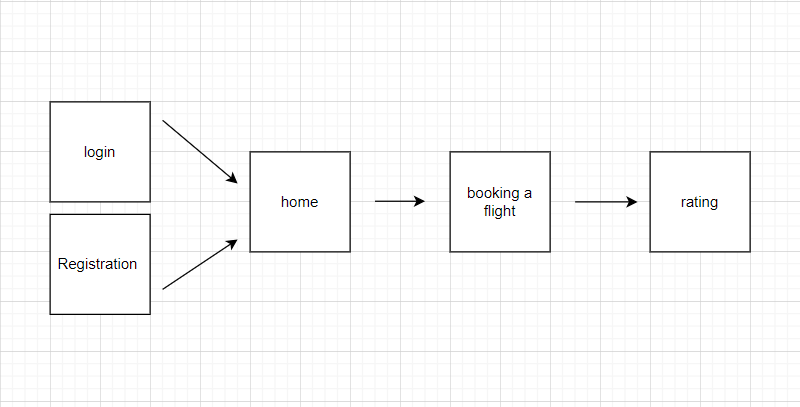 login
Registration
home
booking a
flight
rating